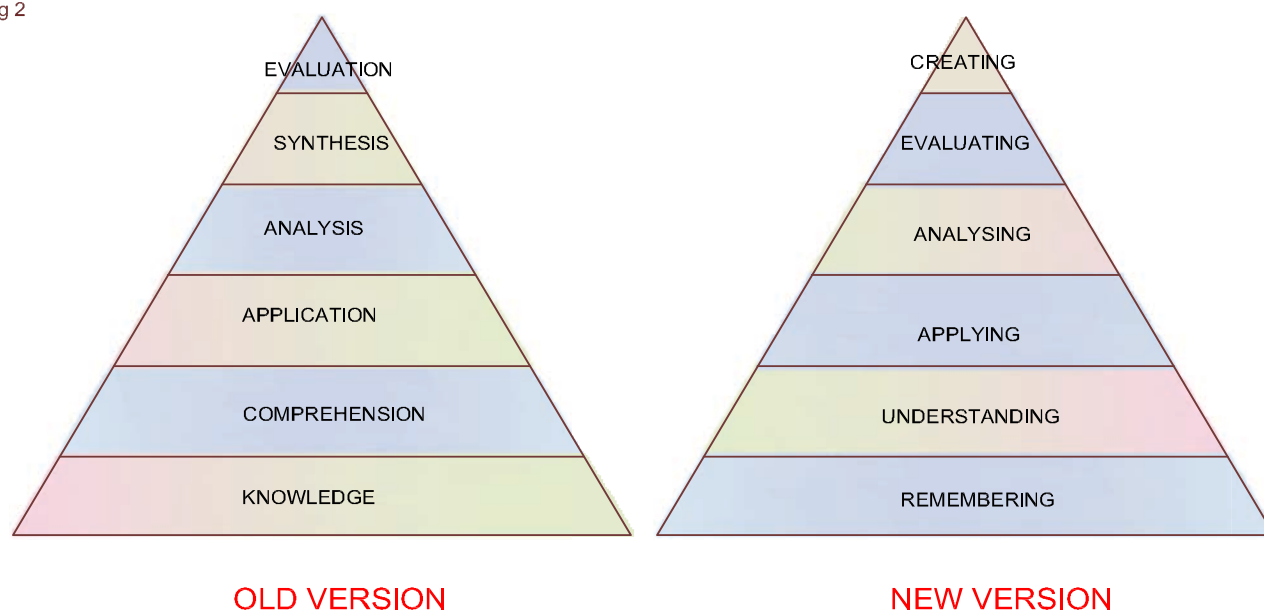 g 2
EVALUATION
SYNTHESIS
ANALYSIS
APPLICATION
COMPREHENSION
KNOWLEDGE
OLD VERSION
CREATING
EVALUATING
ANALYSING
APPLYING
UNDERSTANDING
REMEMBERING
NEW VERSION